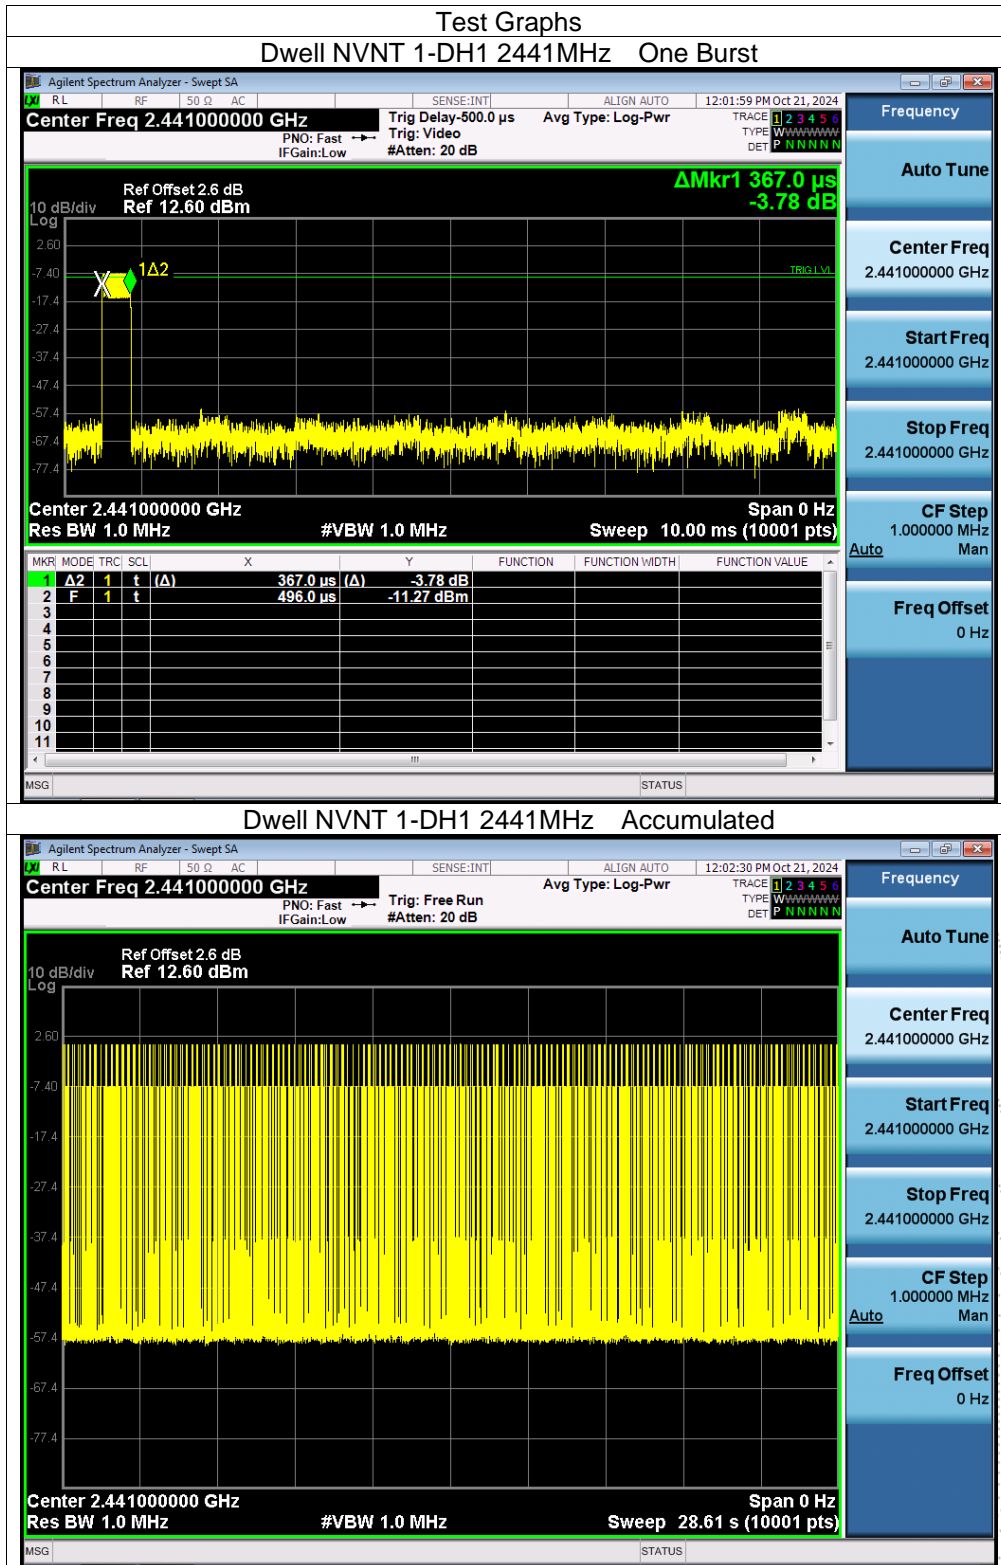 Test Graphs
Dwell NVNT 1-DH1 2441MHz One Burst
Agilent Spectrum Analyzer - Swept SA
LXI RL RF 50 Ω AC SENSE:INT ALIGN AUTO 12:01:59 PM Oct 21, 2024
Center Freq 2.441000000 GHz Trig Delay-500.0 µs Avg Type: Log-Pwr TRACE 1 2 3 4 5 6
PNO: Fast Trig: Video TYPE WWWWWW
IFGain:Low #Atten: 20 dB DET P N N N N N
Frequency
ΔMkr1 367.0 µs
-3.78 dB
Ref Offset 2.6 dB
10 dB/div Ref 12.60 dBm
Log
2.60
-7.40
-17.4
-27.4
-37.4
-47.4
-57.4
-67.4
-77.4
1Δ2
TRIG LVL
Center 2.441000000 GHz Span 0 Hz
Res BW 1.0 MHz #VBW 1.0 MHz Sweep 10.00 ms (10001 pts)
MKR MODE TRC SCL X Y FUNCTION FUNCTION WIDTH FUNCTION VALUE
1 Δ2 1 t (Δ) 367.0 µs (Δ) -3.78 dB
2 F 1 t 496.0 µs -11.27 dBm
3
4
5
6
7
8
9
10
11
MSG STATUS
Auto Tune
Center Freq
2.441000000 GHz
Start Freq
2.441000000 GHz
Stop Freq
2.441000000 GHz
CF Step
1.000000 MHz
Auto Man
Freq Offset
0 Hz
Dwell NVNT 1-DH1 2441MHz Accumulated
Agilent Spectrum Analyzer - Swept SA
LXI RL RF 50 Ω AC SENSE:INT ALIGN AUTO 12:02:30 PM Oct 21, 2024
Center Freq 2.441000000 GHz Avg Type: Log-Pwr TRACE 1 2 3 4 5 6
PNO: Fast Trig: Free Run TYPE WWWWWW
IFGain:Low #Atten: 20 dB DET P N N N N N
Frequency
Ref Offset 2.6 dB
10 dB/div Ref 12.60 dBm
Log
2.60
-7.40
-17.4
-27.4
-37.4
-47.4
-57.4
-67.4
-77.4
Center 2.441000000 GHz Span 0 Hz
Res BW 1.0 MHz #VBW 1.0 MHz Sweep 28.61 s (10001 pts)
MSG STATUS
Auto Tune
Center Freq
2.441000000 GHz
Start Freq
2.441000000 GHz
Stop Freq
2.441000000 GHz
CF Step
1.000000 MHz
Auto Man
Freq Offset
0 Hz